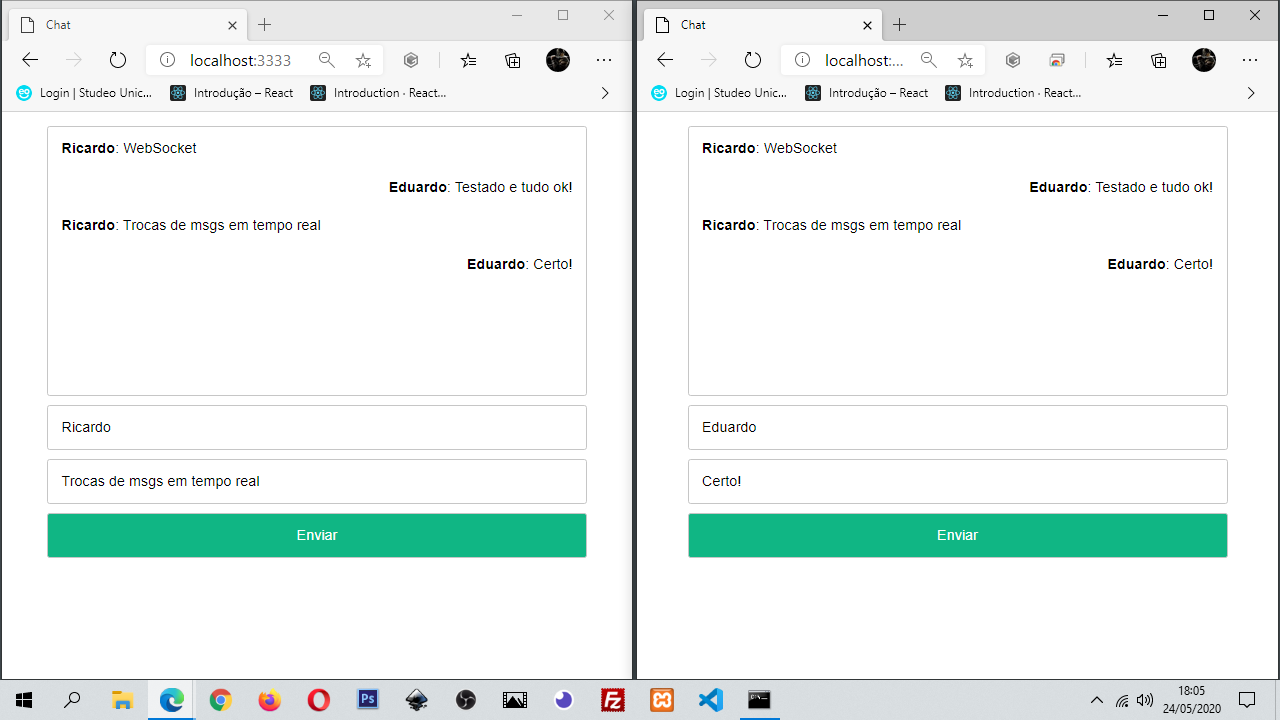 Chat
localhost:3333
Login | Studeo Unic...
Introdução – React
Introduction · React...
Ricardo: WebSocket
Eduardo: Testado e tudo ok!
Ricardo: Trocas de msgs em tempo real
Eduardo: Certo!
Ricardo
Trocas de msgs em tempo real
Enviar
Chat
localhost:...
Login | Studeo Unic...
Introdução – React
Introduction · React...
Ricardo: WebSocket
Eduardo: Testado e tudo ok!
Ricardo: Trocas de msgs em tempo real
Eduardo: Certo!
Eduardo
Certo!
Enviar
Ps
Fz
18:05
24/05/2020